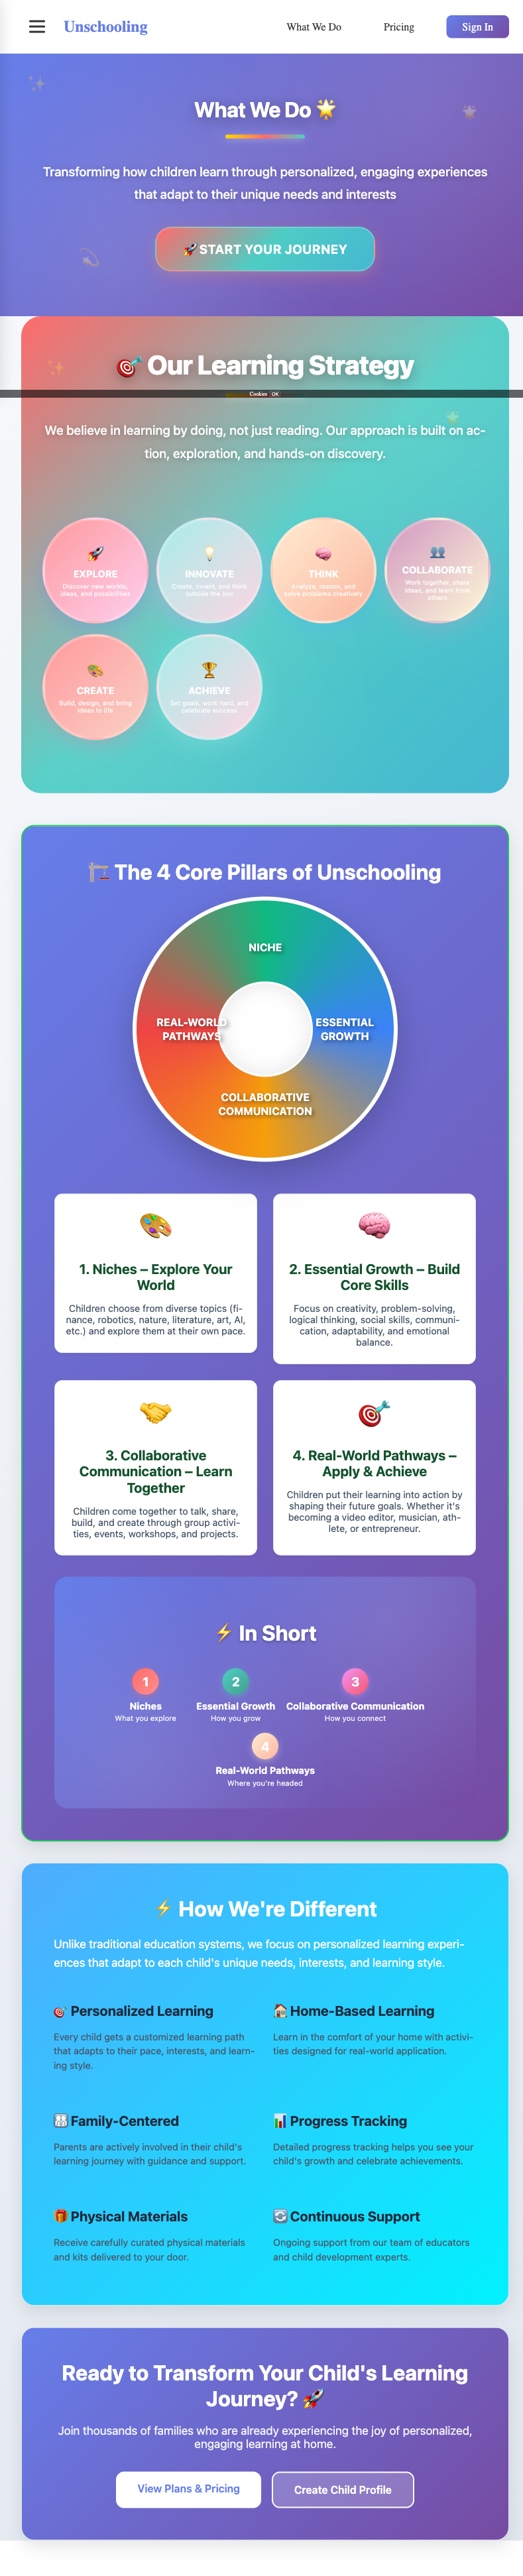 Unschooling
What We Do
Pricing
Sign In
What We Do
Transforming how children learn through personalized, engaging experiences
that adapt to their unique needs and interests
START YOUR JOURNEY
Our Learning Strategy
Cookies OK
We believe in learning by doing, not just reading. Our approach is built on ac-
tion, exploration, and hands-on discovery.
EXPLORE
Discover new worlds,
ideas, and possibilities
INNOVATE
Create, invent, and think
outside the box
THINK
Analyze, reason, and
solve problems creatively
COLLABORATE
Work together, share
ideas, and learn from
others
CREATE
Build, design, and bring
ideas to life
ACHIEVE
Set goals, work hard, and
celebrate success
The 4 Core Pillars of Unschooling
NICHE
REAL-WORLD
PATHWAYS
ESSENTIAL
GROWTH
COLLABORATIVE
COMMUNICATION
1. Niches – Explore Your
World
Children choose from diverse topics (fi-
nance, robotics, nature, literature, art, AI,
etc.) and explore them at their own pace.
2. Essential Growth – Build
Core Skills
Focus on creativity, problem-solving,
logical thinking, social skills, communi-
cation, adaptability, and emotional
balance.
3. Collaborative
Communication – Learn
Together
Children come together to talk, share,
build, and create through group activi-
ties, events, workshops, and projects.
4. Real-World Pathways –
Apply & Achieve
Children put their learning into action by
shaping their future goals. Whether it's
becoming a video editor, musician, ath-
lete, or entrepreneur.
In Short
1
Niches
What you explore
2
Essential Growth
How you grow
3
Collaborative Communication
How you connect
4
Real-World Pathways
Where you're headed
How We're Different
Unlike traditional education systems, we focus on personalized learning experi-
ences that adapt to each child's unique needs, interests, and learning style.
Personalized Learning
Every child gets a customized learning path
that adapts to their pace, interests, and learn-
ing style.
Home-Based Learning
Learn in the comfort of your home with activi-
ties designed for real-world application.
Family-Centered
Parents are actively involved in their child's
learning journey with guidance and support.
Progress Tracking
Detailed progress tracking helps you see your
child's growth and celebrate achievements.
Physical Materials
Receive carefully curated physical materials
and kits delivered to your door.
Continuous Support
Ongoing support from our team of educators
and child development experts.
Ready to Transform Your Child's Learning
Journey?
Join thousands of families who are already experiencing the joy of personalized,
engaging learning at home.
View Plans & Pricing
Create Child Profile